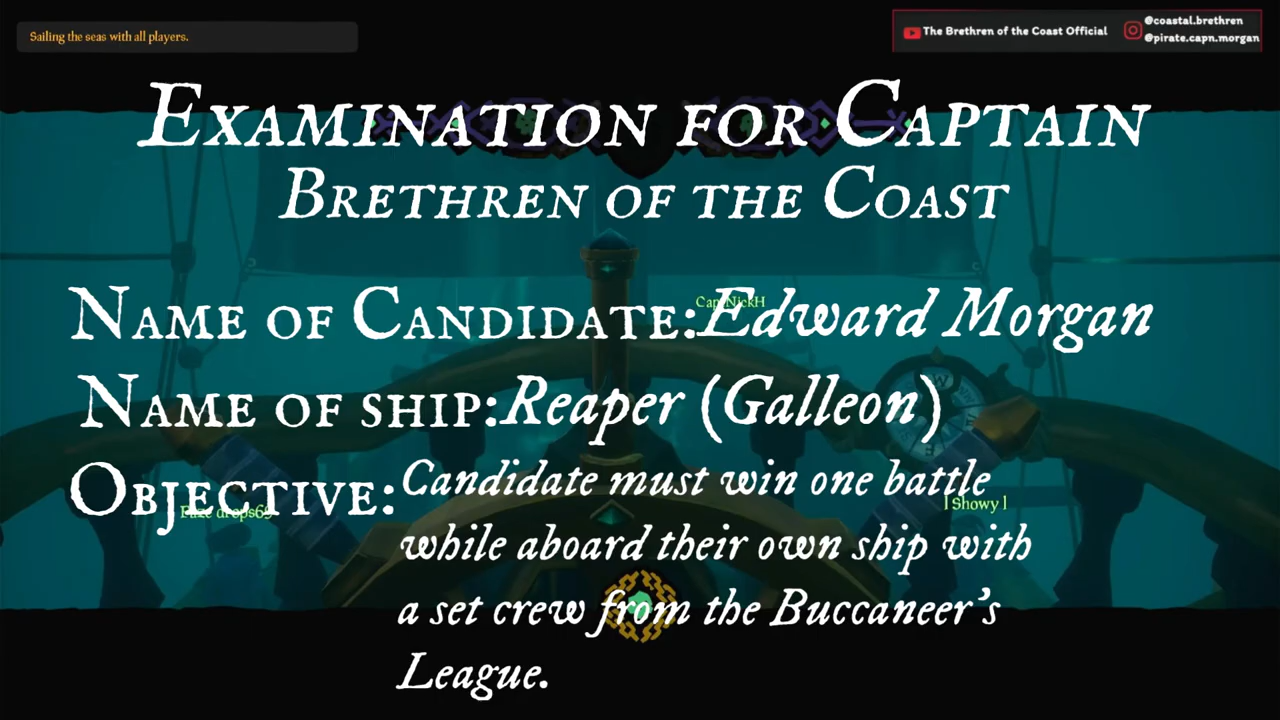 Sailing the seas with all players.
The Brethren of the Coast Official
@coastal.brethren
@pirate.capn.morgan
Examination for Captain
Brethren of the Coast
Name of Candidate: Edward Morgan
CaptNickH
Name of ship: Reaper (Galleon)
Objective: Candidate must win one battle
[ Showy ]
while aboard their own ship with
a set crew from the Buccaneer's
League.